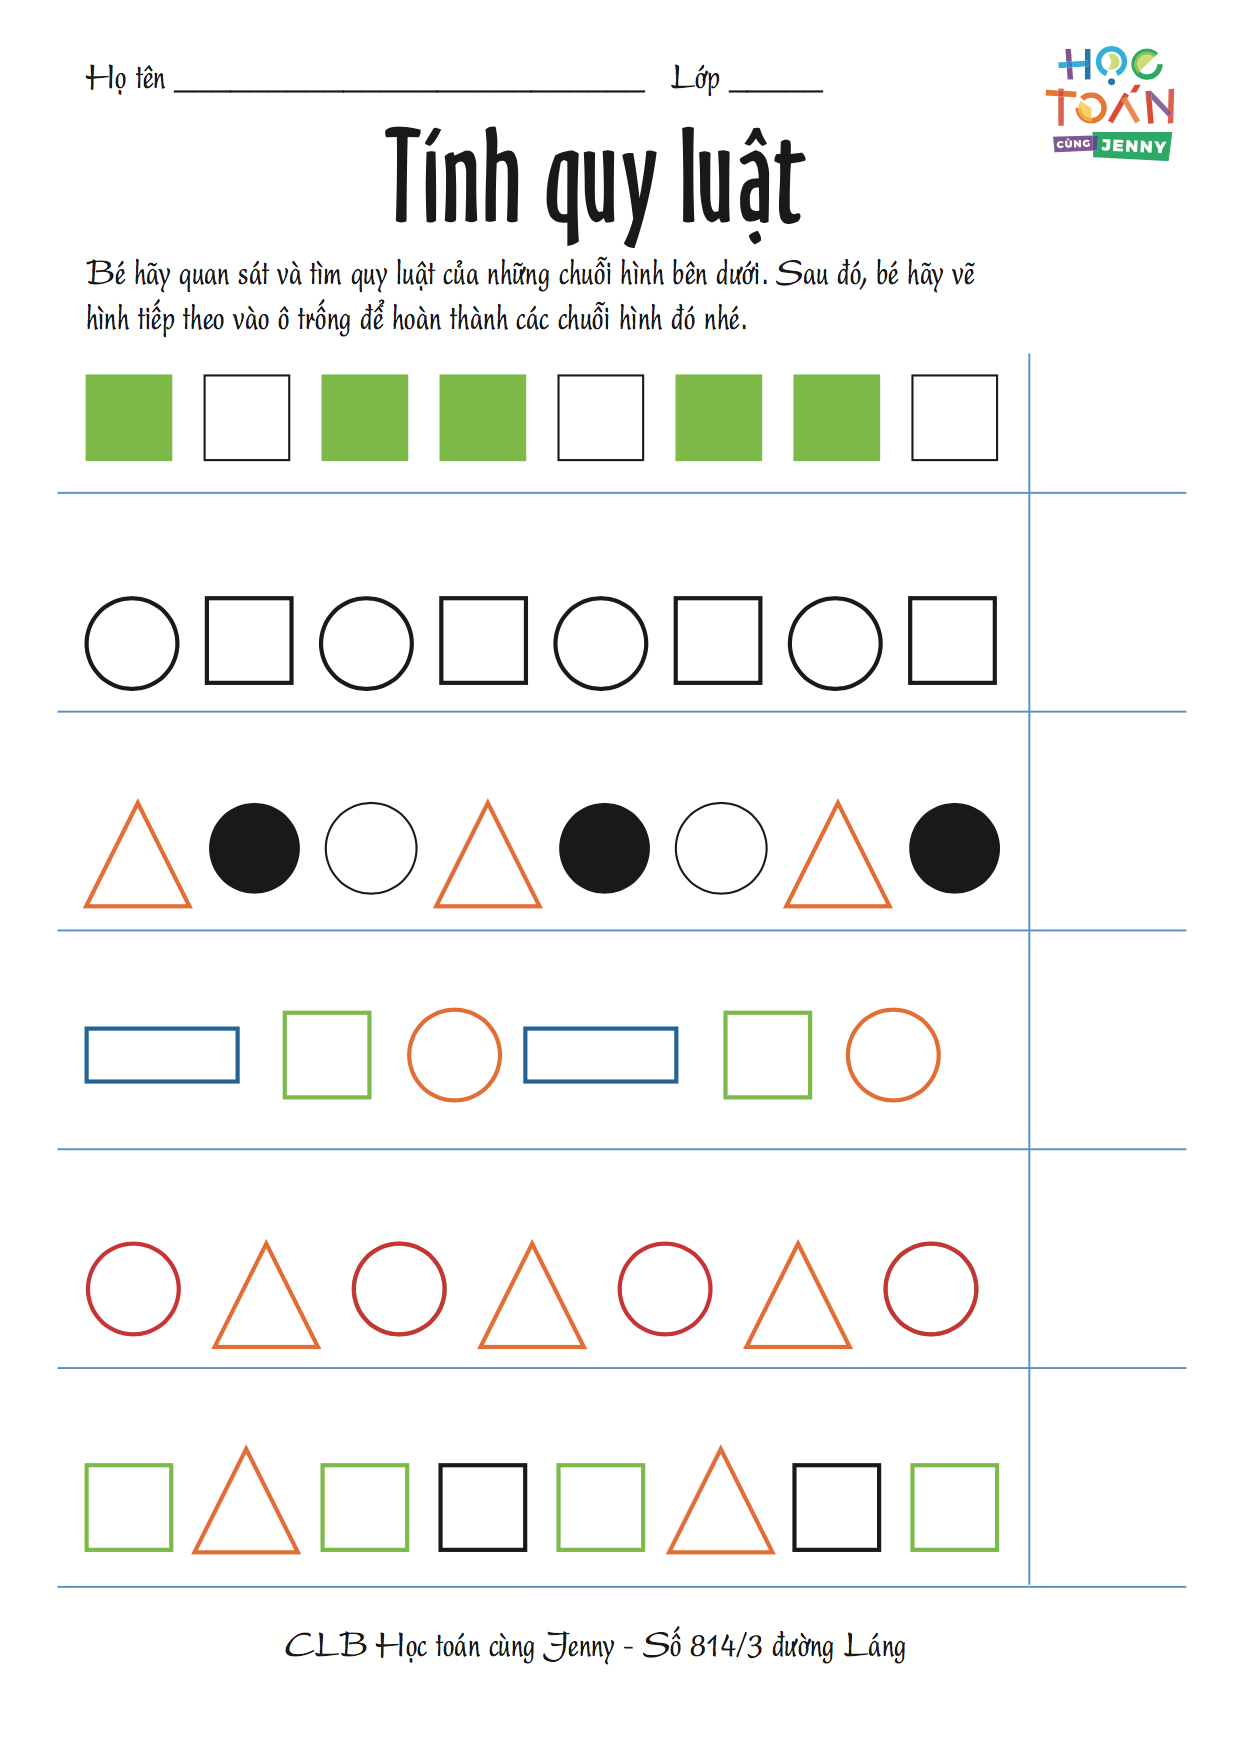 Họ tên _________________________ Lớp _____
HỌC
TOÁN
CÙNG JENNY
Tính quy luật
Bé hãy quan sát và tìm quy luật của những chuỗi hình bên dưới. Sau đó, bé hãy vẽ
hình tiếp theo vào ô trống để hoàn thành các chuỗi hình đó nhé.
CLB Học toán cùng Jenny - Số 814/3 đường Láng